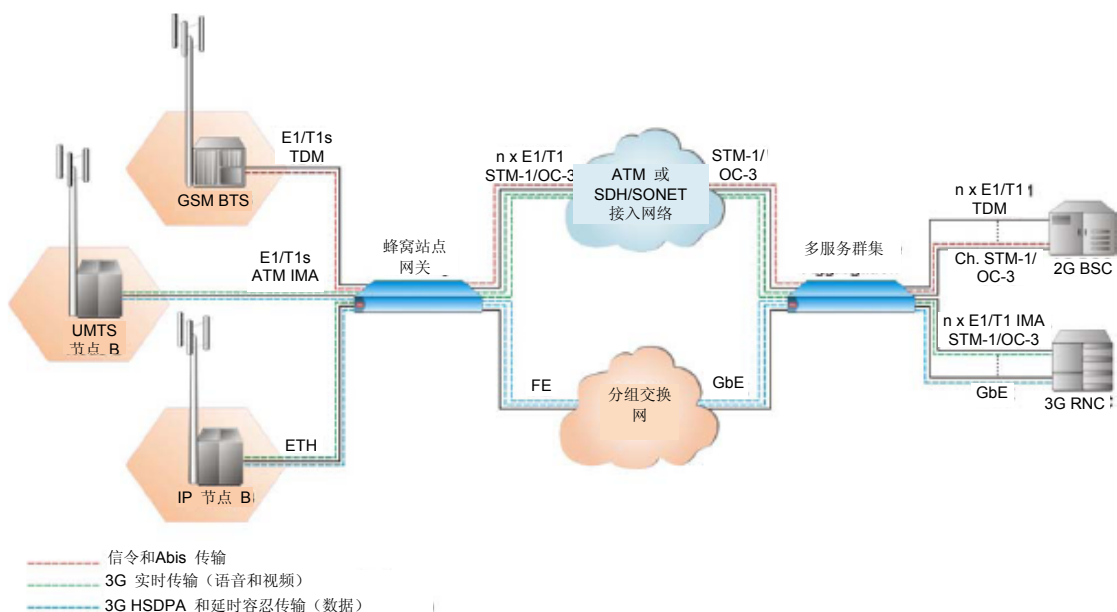 E1/T1s
TDM
GSM BTS
n x E1/T1
STM-1/OC-3
ATM 或
SDH/SONET
接入网络
STM-1/
OC-3
n x E1/T1
TDM
Ch. STM-1/
OC-3
2G BSC
E1/T1s
ATM IMA
蜂窝站点
网关
多服务群集
UMTS
节点 B
n x E1/T1 IMA
STM-1/OC-3
GbE
3G RNC
FE
分组交换
网
GbE
ETH
IP 节点 B
信令和Abis 传输
3G 实时传输（语音和视频）
3G HSDPA 和延时容忍传输（数据）